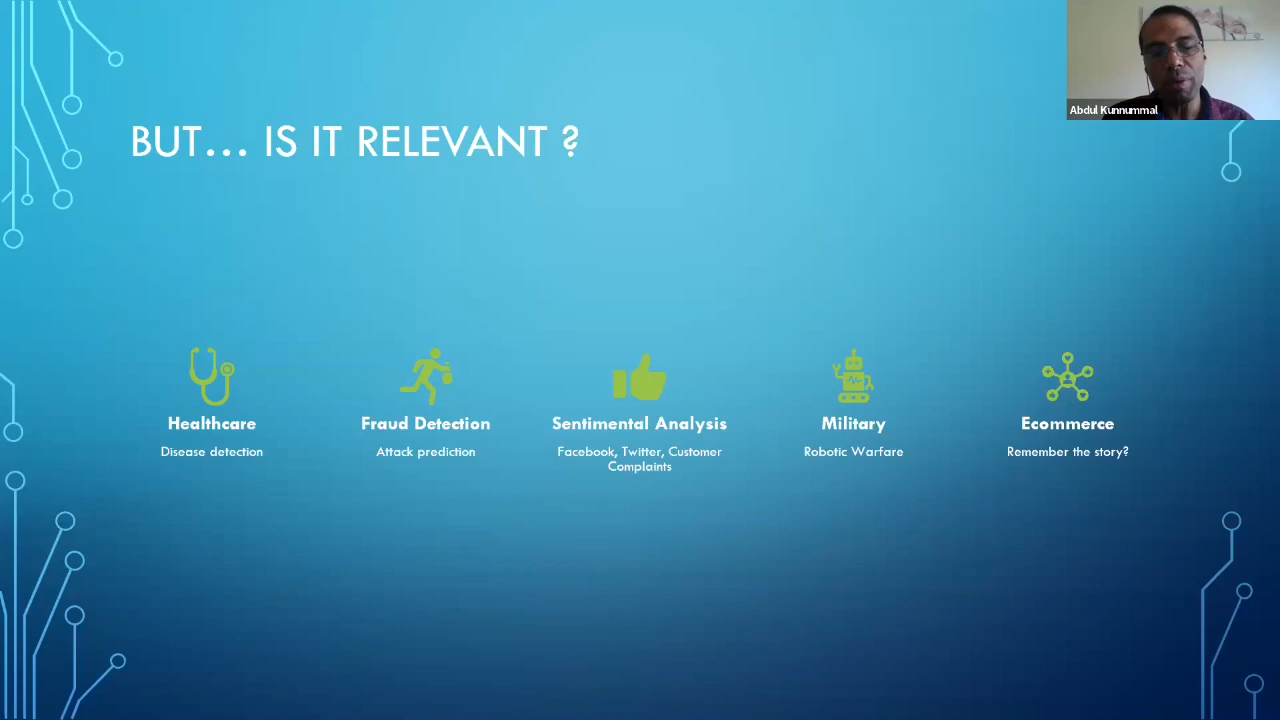 Abdul Kunnummal
BUT... IS IT RELEVANT ?
Healthcare
Disease detection
Fraud Detection
Attack prediction
Sentimental Analysis
Facebook, Twitter, Customer
Complaints
Military
Robotic Warfare
Ecommerce
Remember the story?